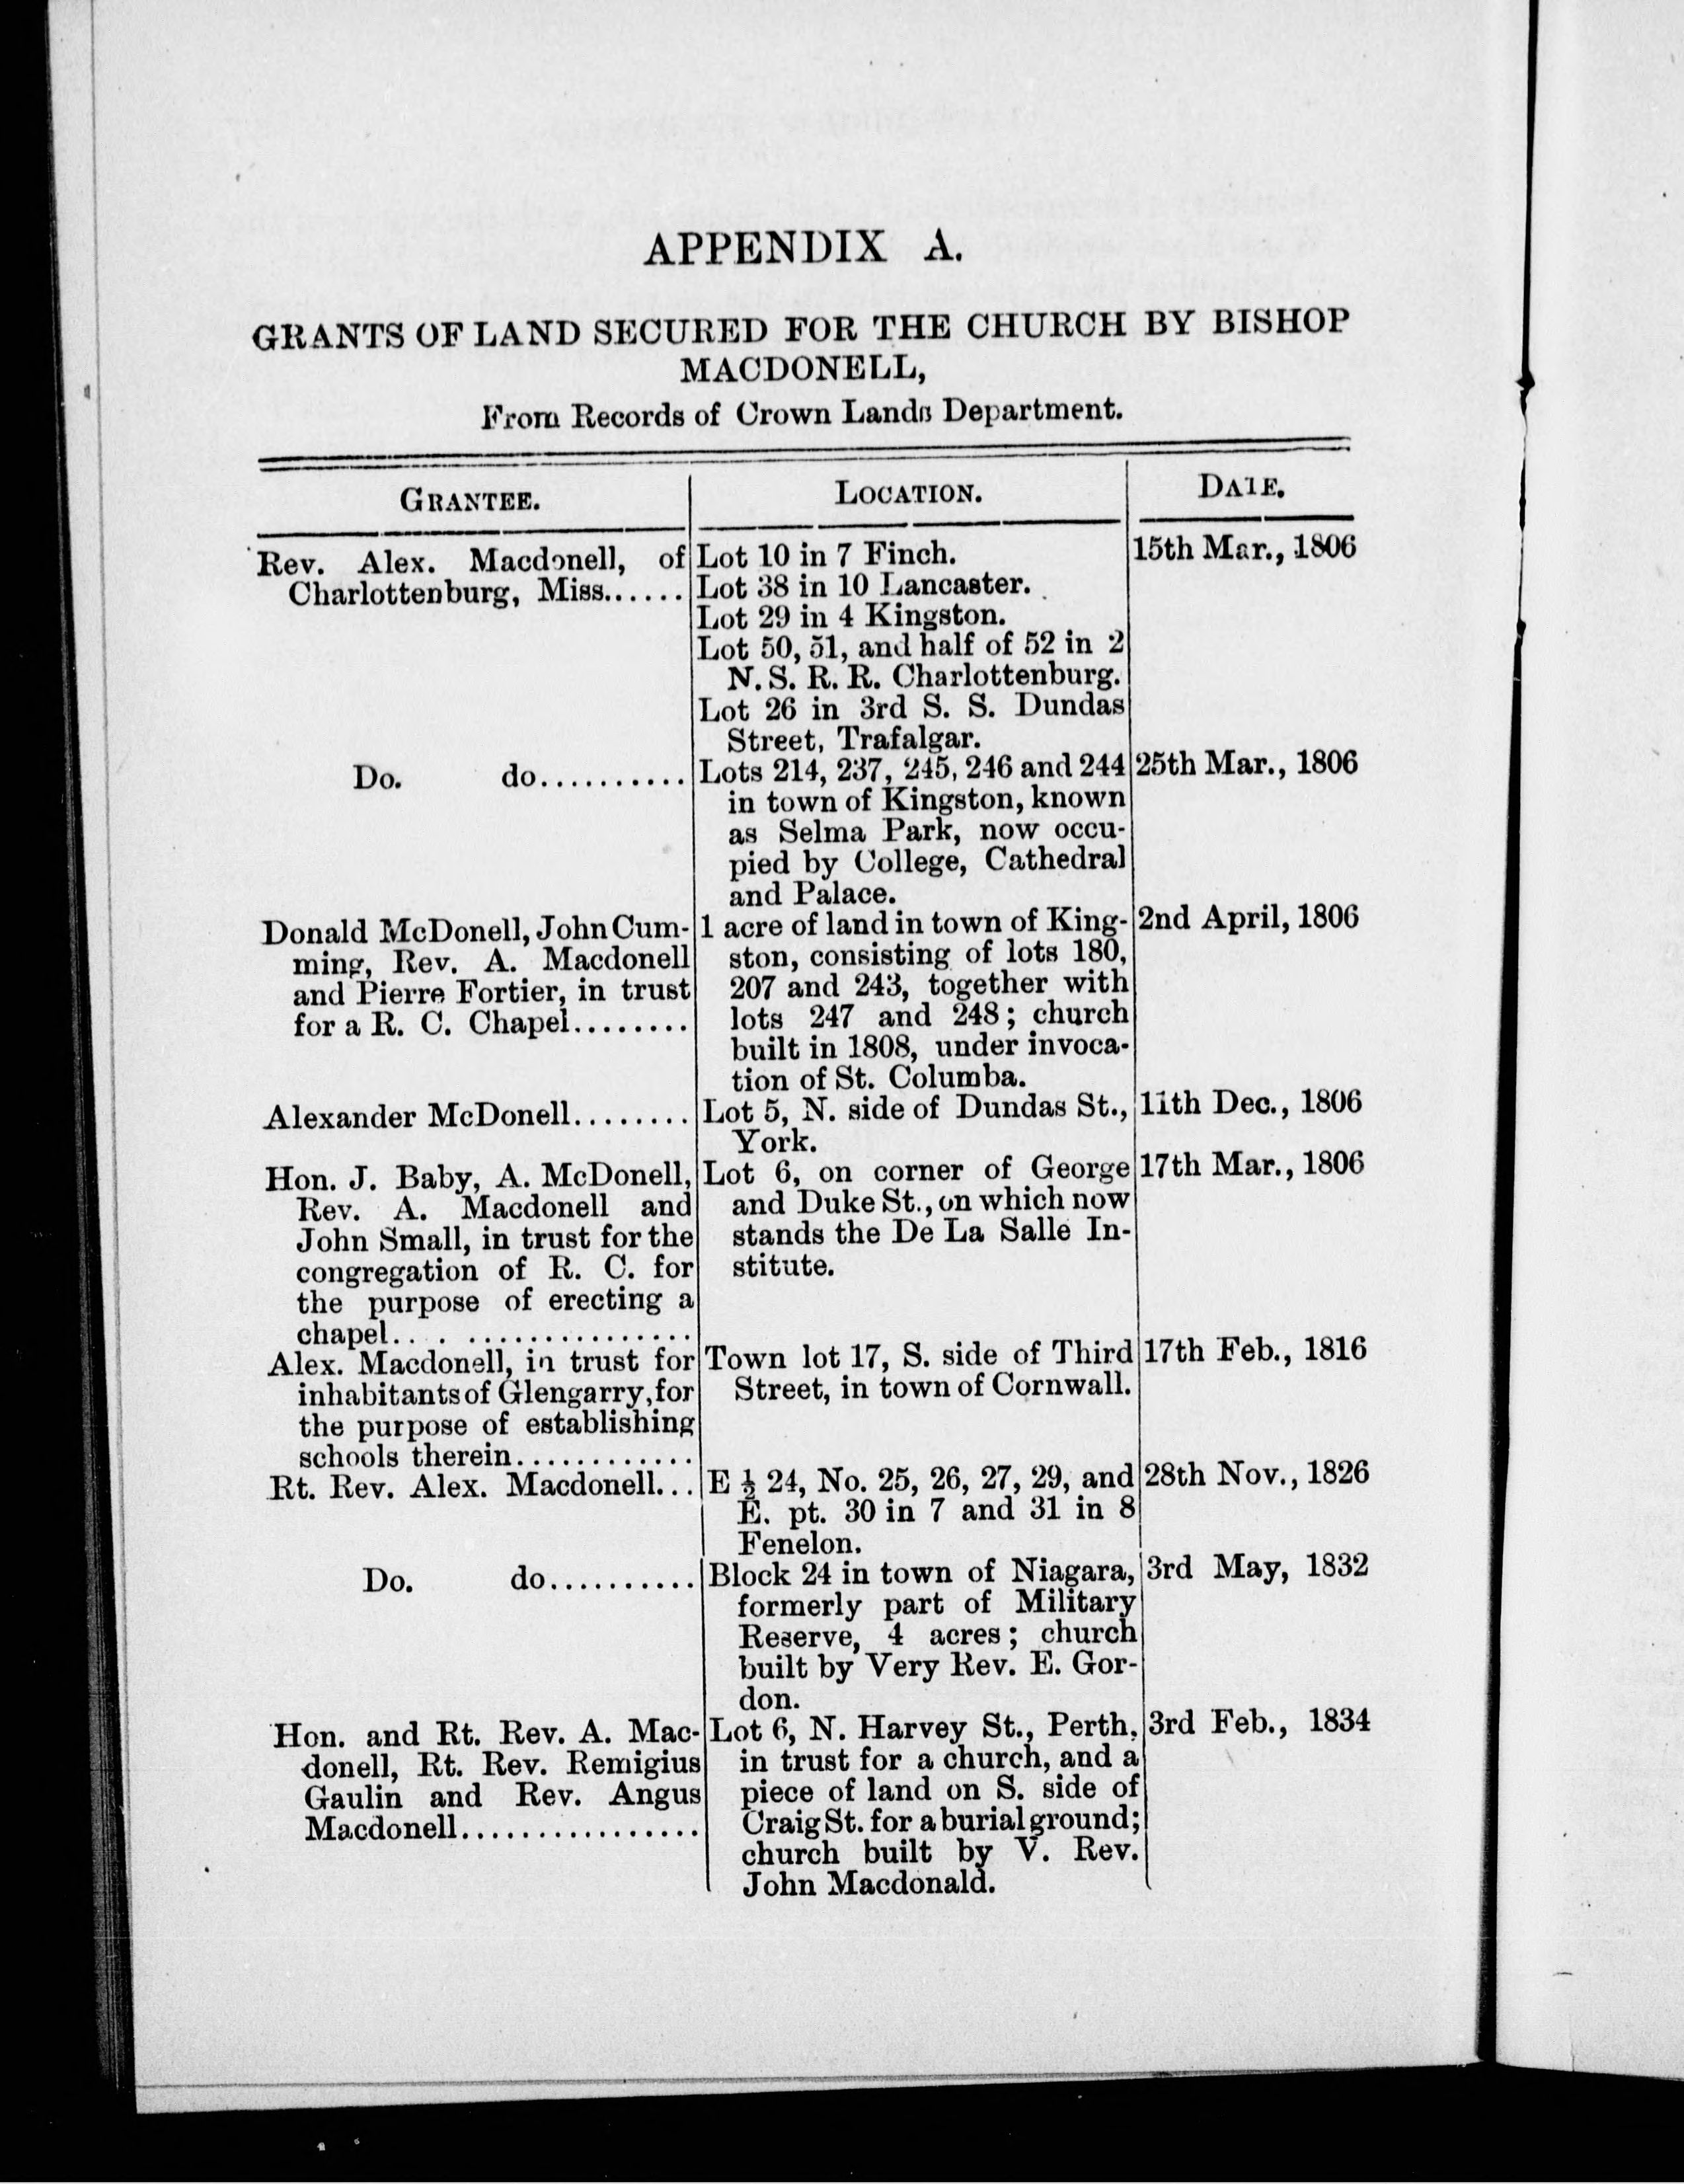 APPENDIX A.
GRANTS OF LAND SECURED FOR THE CHURCH BY BISHOP
MACDONELL,
From Records of Crown Lands Department.
GRANTEE. LOCATION. DATE.
Rev. Alex. Macdonell, of Lot 10 in 7 Finch. 15th Mar., 1806
Charlottenburg, Miss...... Lot 38 in 10 Lancaster.
Lot 29 in 4 Kingston.
Lot 50, 51, and half of 52 in 2
N. S. R. R. Charlottenburg.
Lot 26 in 3rd S. S. Dundas
Street, Trafalgar.
Do. do.......... Lots 214, 237, 245, 246 and 244 25th Mar., 1806
in town of Kingston, known
as Selma Park, now occu-
pied by College, Cathedral
and Palace.
Donald McDonell, John Cum- 1 acre of land in town of King- 2nd April, 1806
ming, Rev. A. Macdonell ston, consisting of lots 180,
and Pierre Fortier, in trust 207 and 243, together with
for a R. C. Chapel........ lots 247 and 248; church
built in 1808, under invoca-
tion of St. Columba.
Alexander McDonell........ Lot 5, N. side of Dundas St., 11th Dec., 1806
York.
Hon. J. Baby, A. McDonell, Lot 6, on corner of George 17th Mar., 1806
Rev. A. Macdonell and and Duke St., on which now
John Small, in trust for the stands the De La Salle In-
congregation of R. C. for stitute.
the purpose of erecting a
chapel.. . ...............
Alex. Macdonell, in trust for Town lot 17, S. side of Third 17th Feb., 1816
inhabitants of Glengarry, for Street, in town of Cornwall.
the purpose of establishing
schools therein............
Rt. Rev. Alex. Macdonell... E ½ 24, No. 25, 26, 27, 29, and 28th Nov., 1826
E. pt. 30 in 7 and 31 in 8
Fenelon.
Do. do.......... Block 24 in town of Niagara, 3rd May, 1832
formerly part of Military
Reserve, 4 acres; church
built by Very Rev. E. Gor-
don.
Hon. and Rt. Rev. A. Mac- Lot 6, N. Harvey St., Perth, 3rd Feb., 1834
donell, Rt. Rev. Remigius in trust for a church, and a
Gaulin and Rev. Angus piece of land on S. side of
Macdonell................ Craig St. for a burial ground;
church built by V. Rev.
John Macdonald.